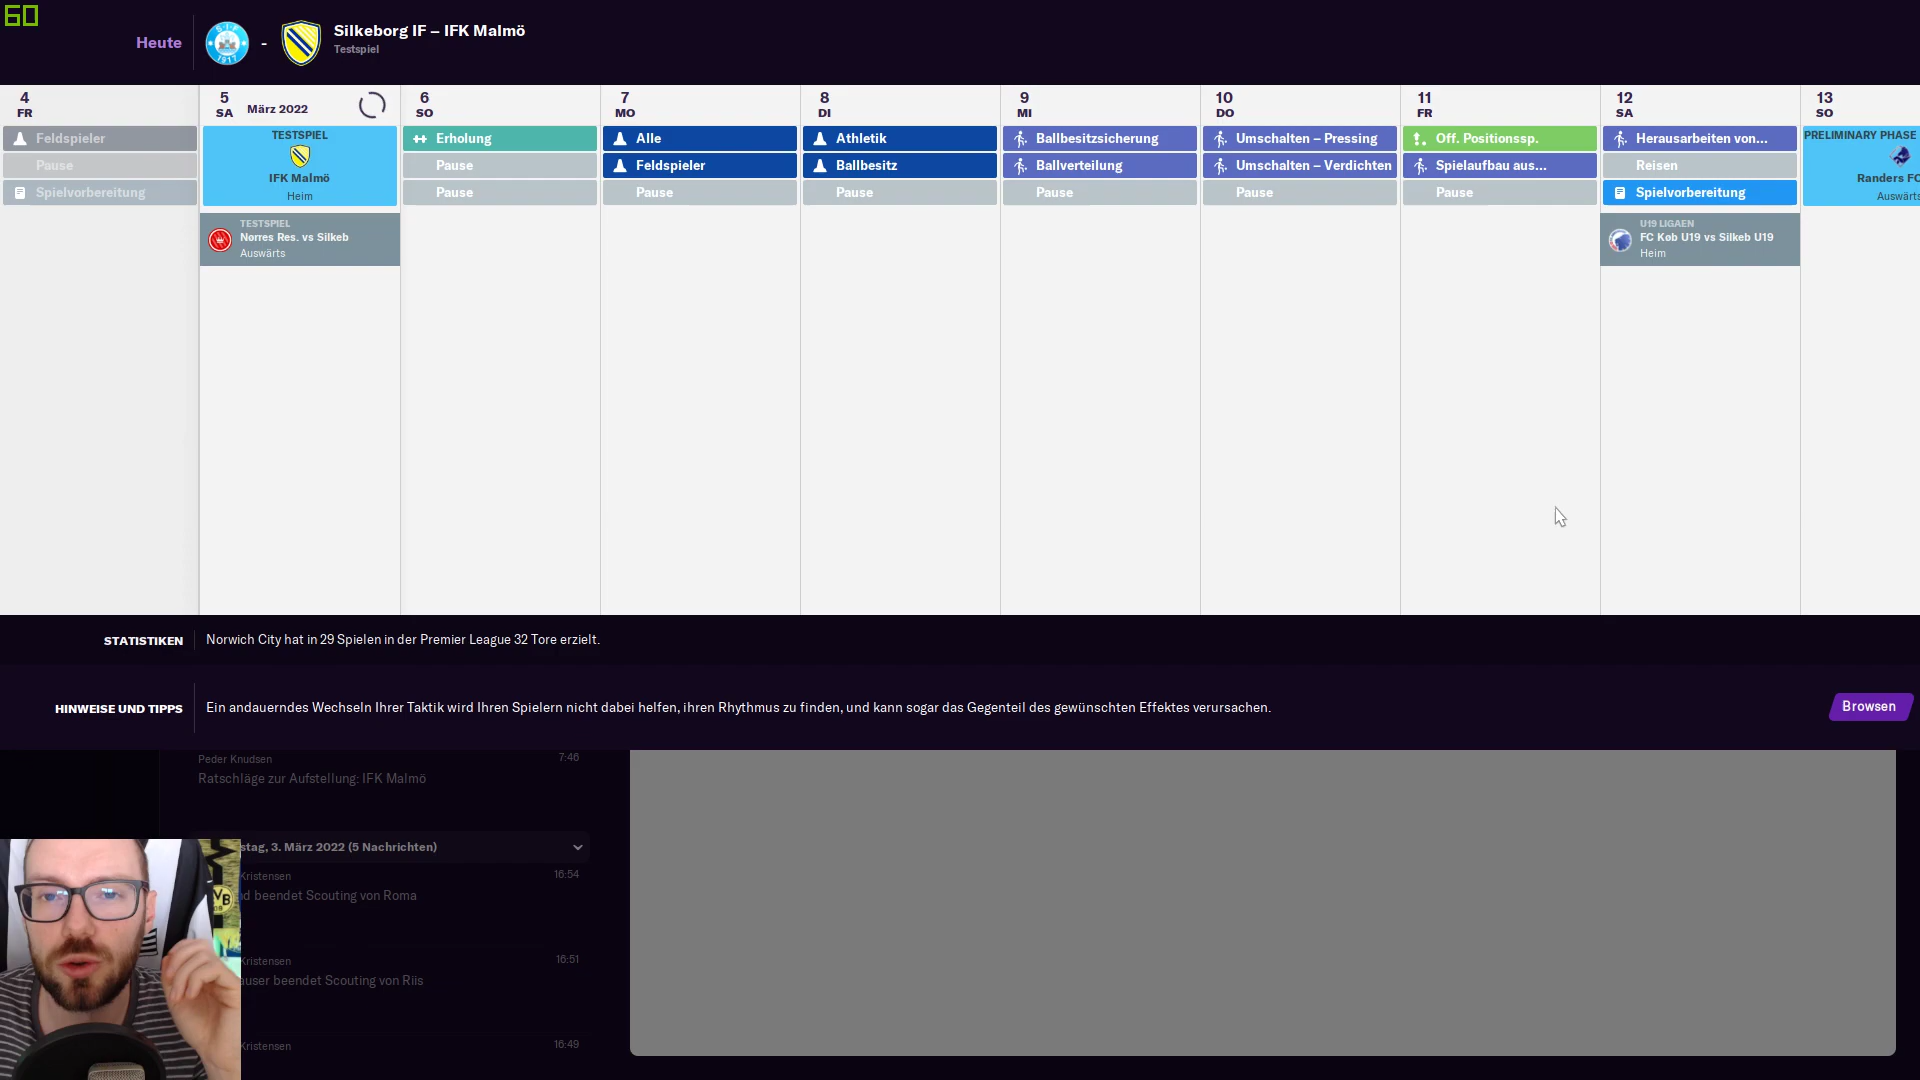 60
Heute
Silkeborg IF – IFK Malmö
Testspiel
4
FR
5
SA
März 2022
6
SO
7
MO
8
DI
9
MI
10
DO
11
FR
12
SA
13
SO
Feldspieler
Pause
Spielvorbereitung
TESTSPIEL
IFK Malmö
Heim
TESTSPIEL
Nørres Res. vs Silkeb
Auswärts
Erholung
Pause
Pause
Alle
Feldspieler
Pause
Athletik
Ballbesitz
Pause
Ballbesitzsicherung
Ballverteilung
Pause
Umschalten – Pressing
Umschalten – Verdichten
Pause
Off. Positionssp.
Spielaufbau aus...
Pause
Herausarbeiten von...
Reisen
Spielvorbereitung
U19 LIGAEN
FC Køb U19 vs Silkeb U19
Heim
PRELIMINARY PHASE
Randers FC
Auswärts
STATISTIKEN
Norwich City hat in 29 Spielen in der Premier League 32 Tore erzielt.
HINWEISE UND TIPPS
Ein andauerndes Wechseln Ihrer Taktik wird Ihren Spielern nicht dabei helfen, ihren Rhythmus zu finden, und kann sogar das Gegenteil des gewünschten Effektes verursachen.
Browsen
Peder Knudsen
7:46
Ratschläge zur Aufstellung: IFK Malmö
stag, 3. März 2022 (5 Nachrichten)
Kristensen
16:54
d beendet Scouting von Roma
Kristensen
16:51
auser beendet Scouting von Riis
Kristensen
16:49